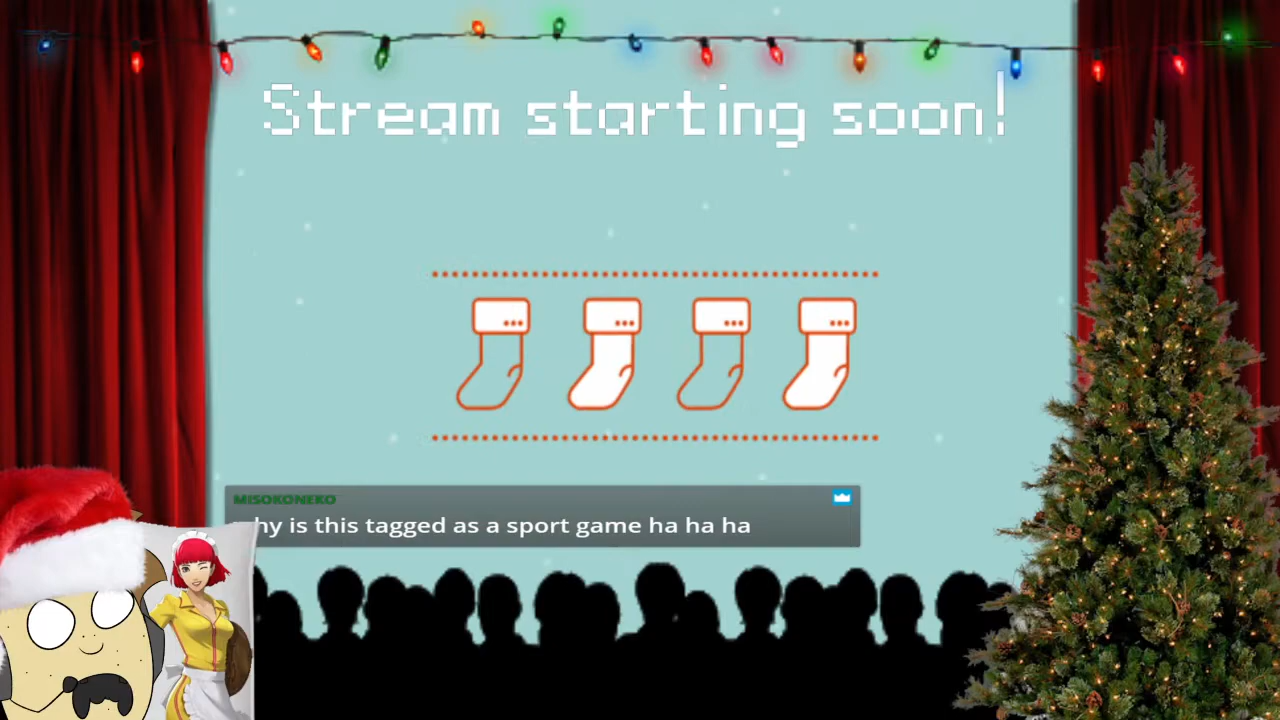 Stream starting soon!
MISOKONEKO
hy is this tagged as a sport game ha ha ha